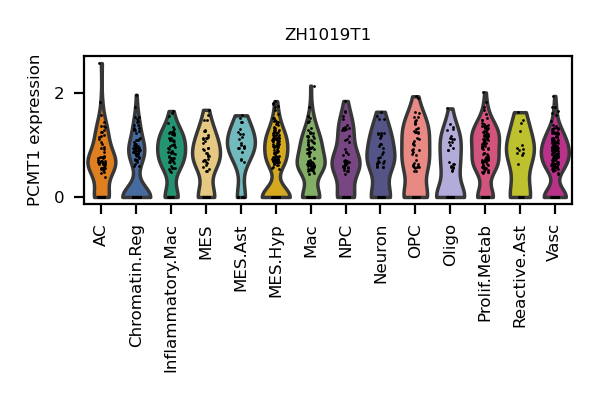 ZH1019T1
PCMT1 expression
2
0
AC
Chromatin.Reg
Inflammatory.Mac
MES
MES.Ast
MES.Hyp
Mac
NPC
Neuron
OPC
Oligo
Prolif.Metab
Reactive.Ast
Vasc